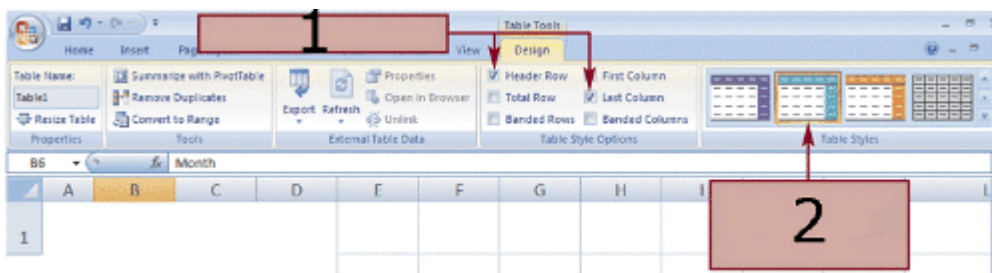 1
Table Tools
Home Insert Pag View Design
Table Name: Summarize with PivotTable Properties Header Row First Column
Table1 Remove Duplicates Export Refresh Open in Browser Total Row Last Column
Resize Table Convert to Range Unlink Banded Rows Banded Columns
Properties Tools External Table Data Table Style Options Table Styles
B6 fx Month
A B C D E F G H I L
1
2